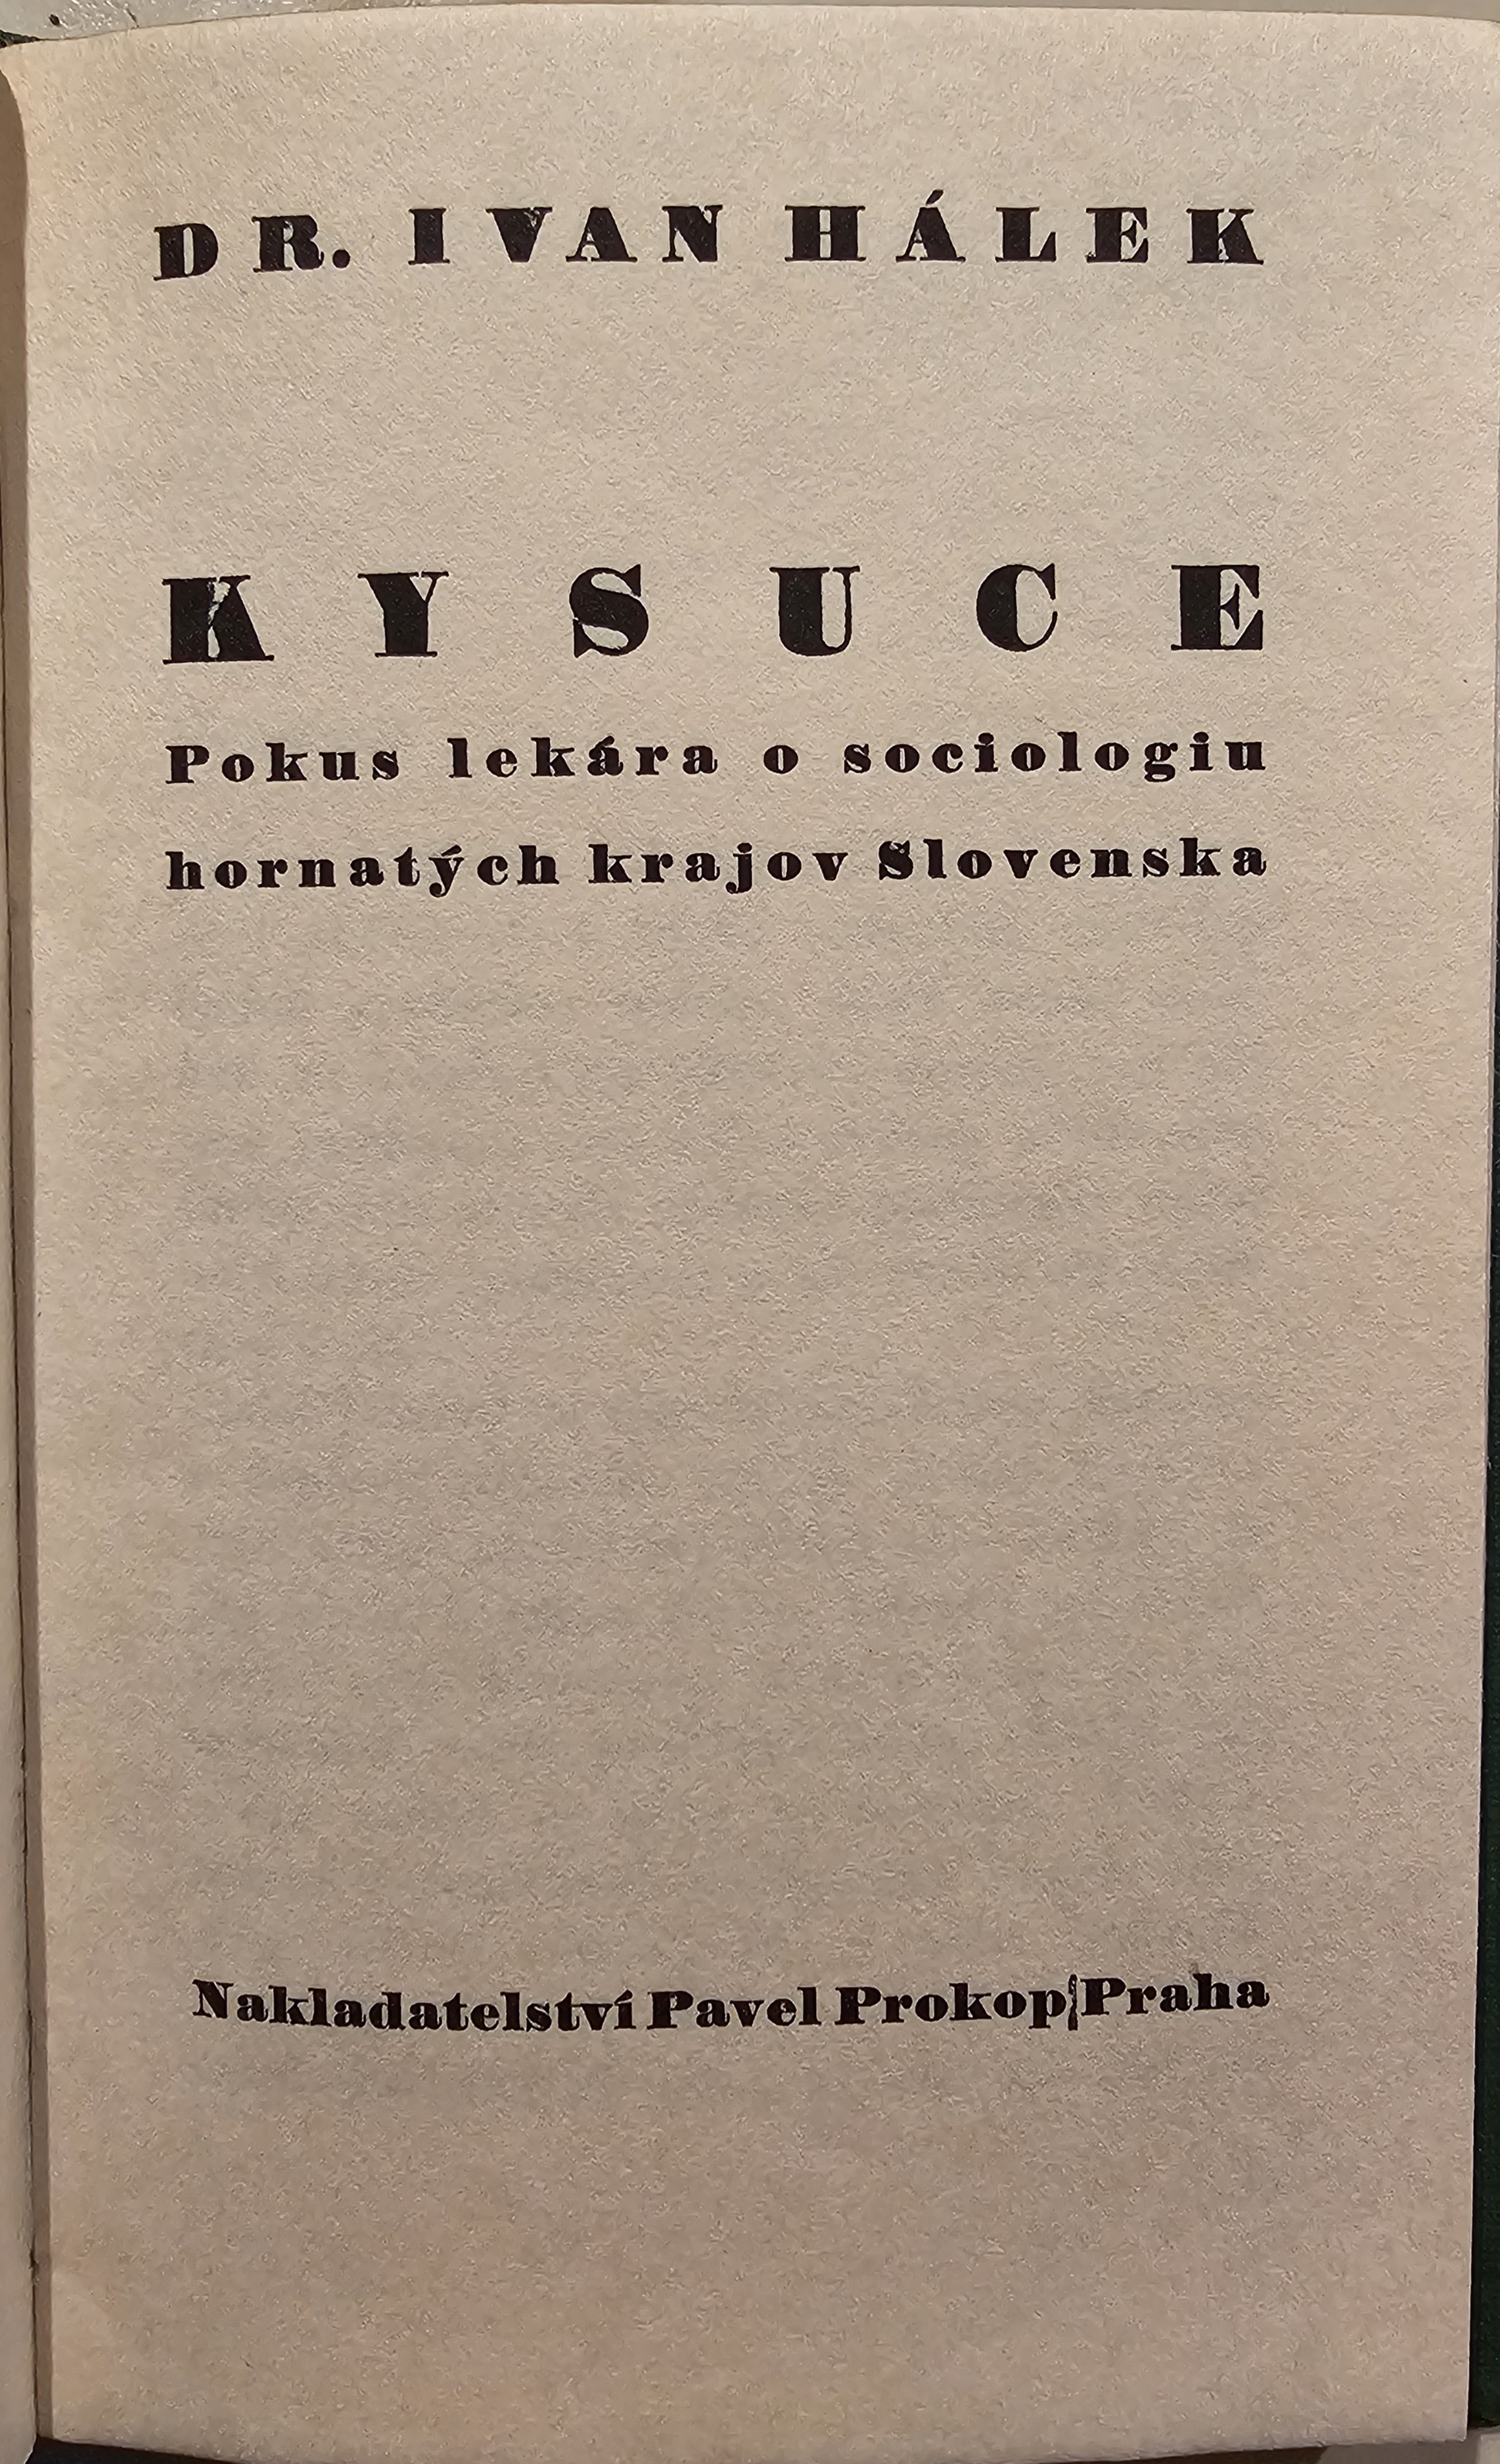 DR. IVAN HÁLEK
KYSUCE
Pokus lekára o sociologiu
hornatých krajov Slovenska
Nakladatelství Pavel Prokop|Praha